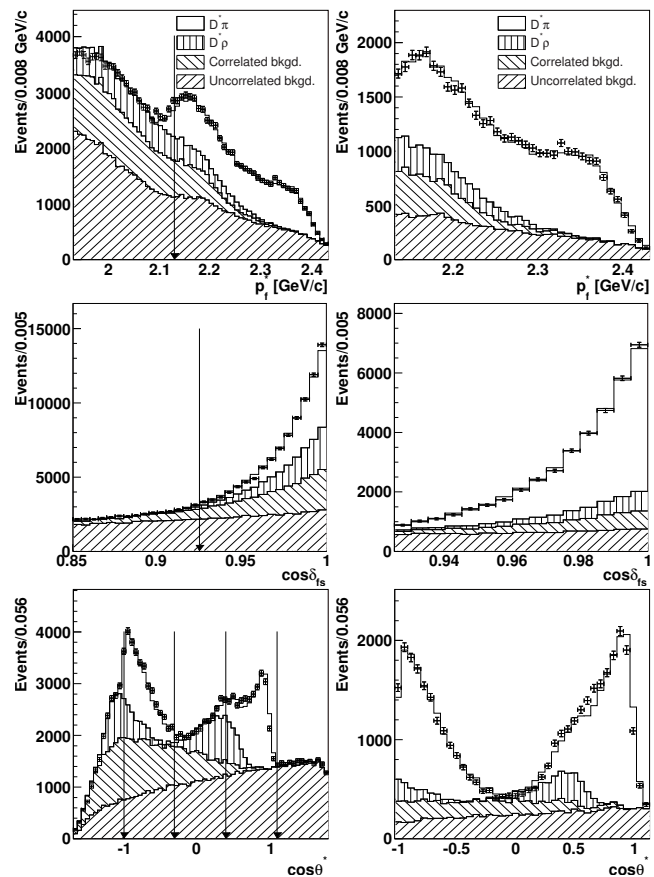 Events/0.008 GeV/c
4000
3000
2000
1000
0
D*π
D*ρ
Correlated bkgd.
Uncorrelated bkgd.
2
2.1
2.2
2.3
2.4
p*f [GeV/c]
Events/0.008 GeV/c
2000
1500
1000
500
0
D*π
D*ρ
Correlated bkgd.
Uncorrelated bkgd.
2.2
2.3
2.4
p*f [GeV/c]
Events/0.005
15000
10000
5000
0
0.85
0.9
0.95
1
cosδfs
Events/0.005
8000
6000
4000
2000
0
0.94
0.96
0.98
1
cosδfs
Events/0.056
4000
3000
2000
1000
0
-1
0
1
cosθ*
Events/0.056
2000
1000
0
-1
-0.5
0
0.5
1
cosθ*